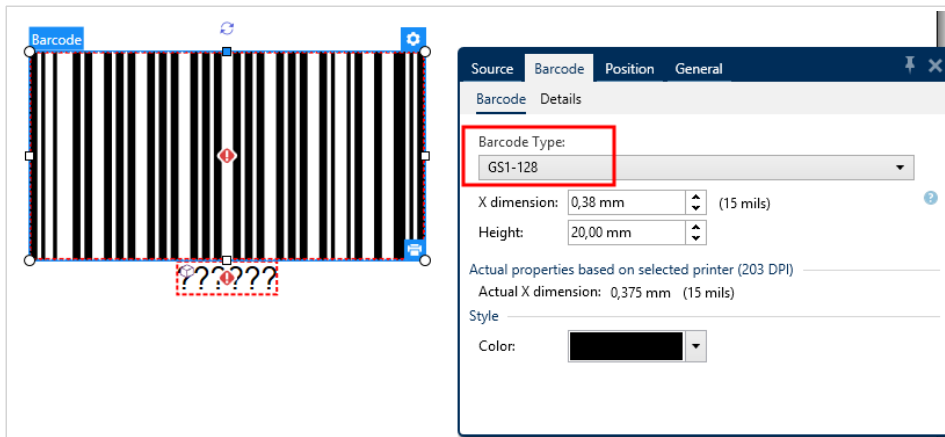 Barcode
??????
Source Barcode Position General
Barcode Details
Barcode Type:
GS1-128
X dimension: 0,38 mm (15 mils)
?
Height: 20,00 mm
Actual properties based on selected printer (203 DPI)
Actual X dimension: 0,375 mm (15 mils)
Style
Color: